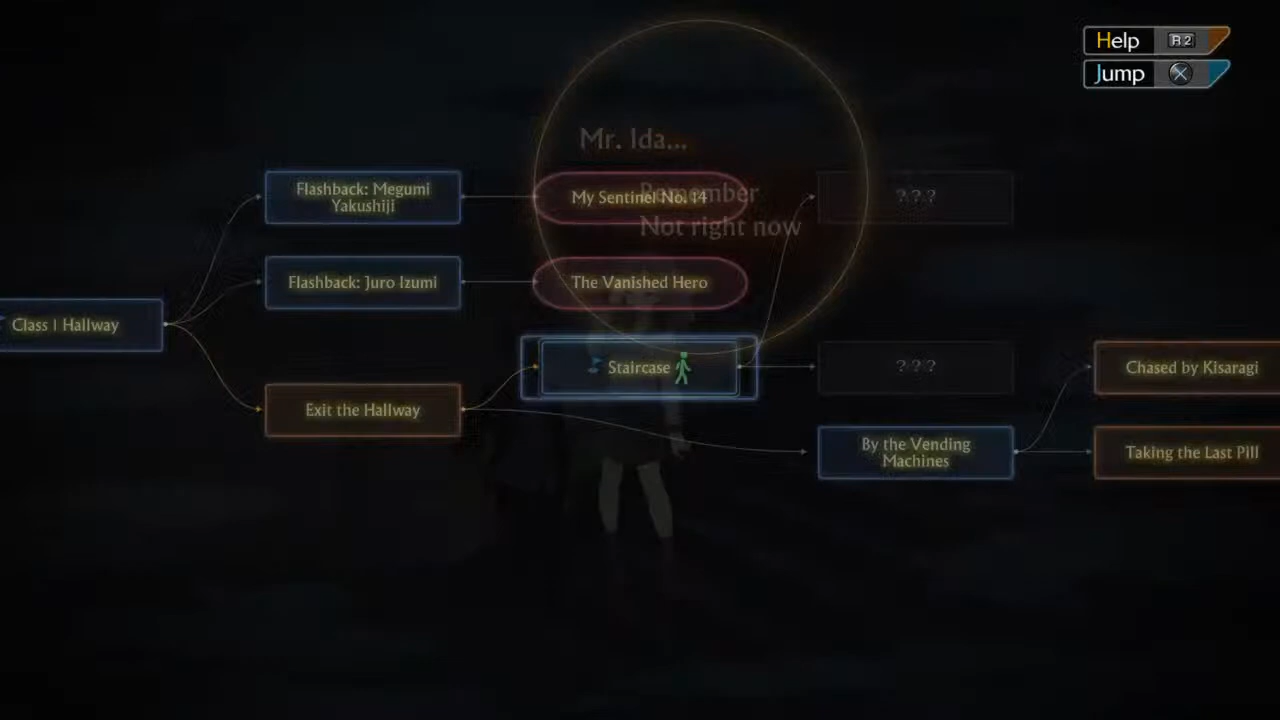 Help R2
Jump
Mr. Ida...
Remember
Not right now
Flashback: Megumi
Yakushiji
My Sentinel No. 14
? ? ?
Flashback: Juro Izumi
The Vanished Hero
Class 1 Hallway
Staircase
? ? ?
Chased by Kisaragi
Exit the Hallway
By the Vending
Machines
Taking the Last Pill